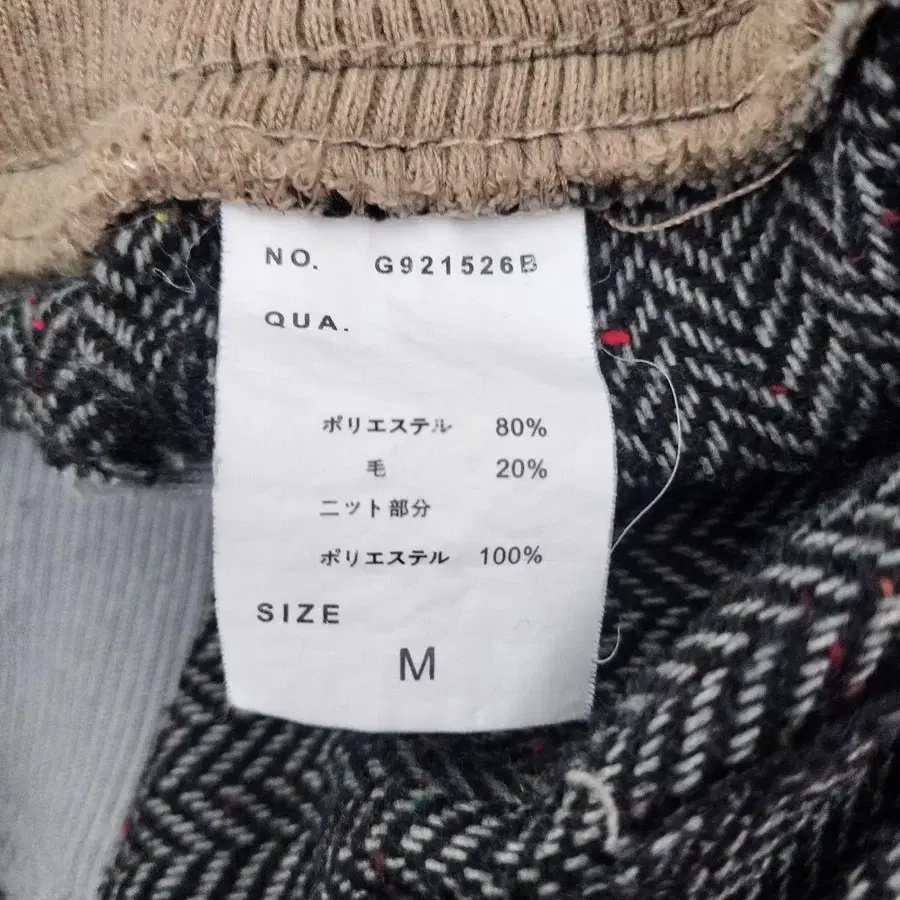 NO. G921526B
QUA.
ポリエステル 80%
毛 20%
ニット部分
ポリエステル 100%
SIZE
M